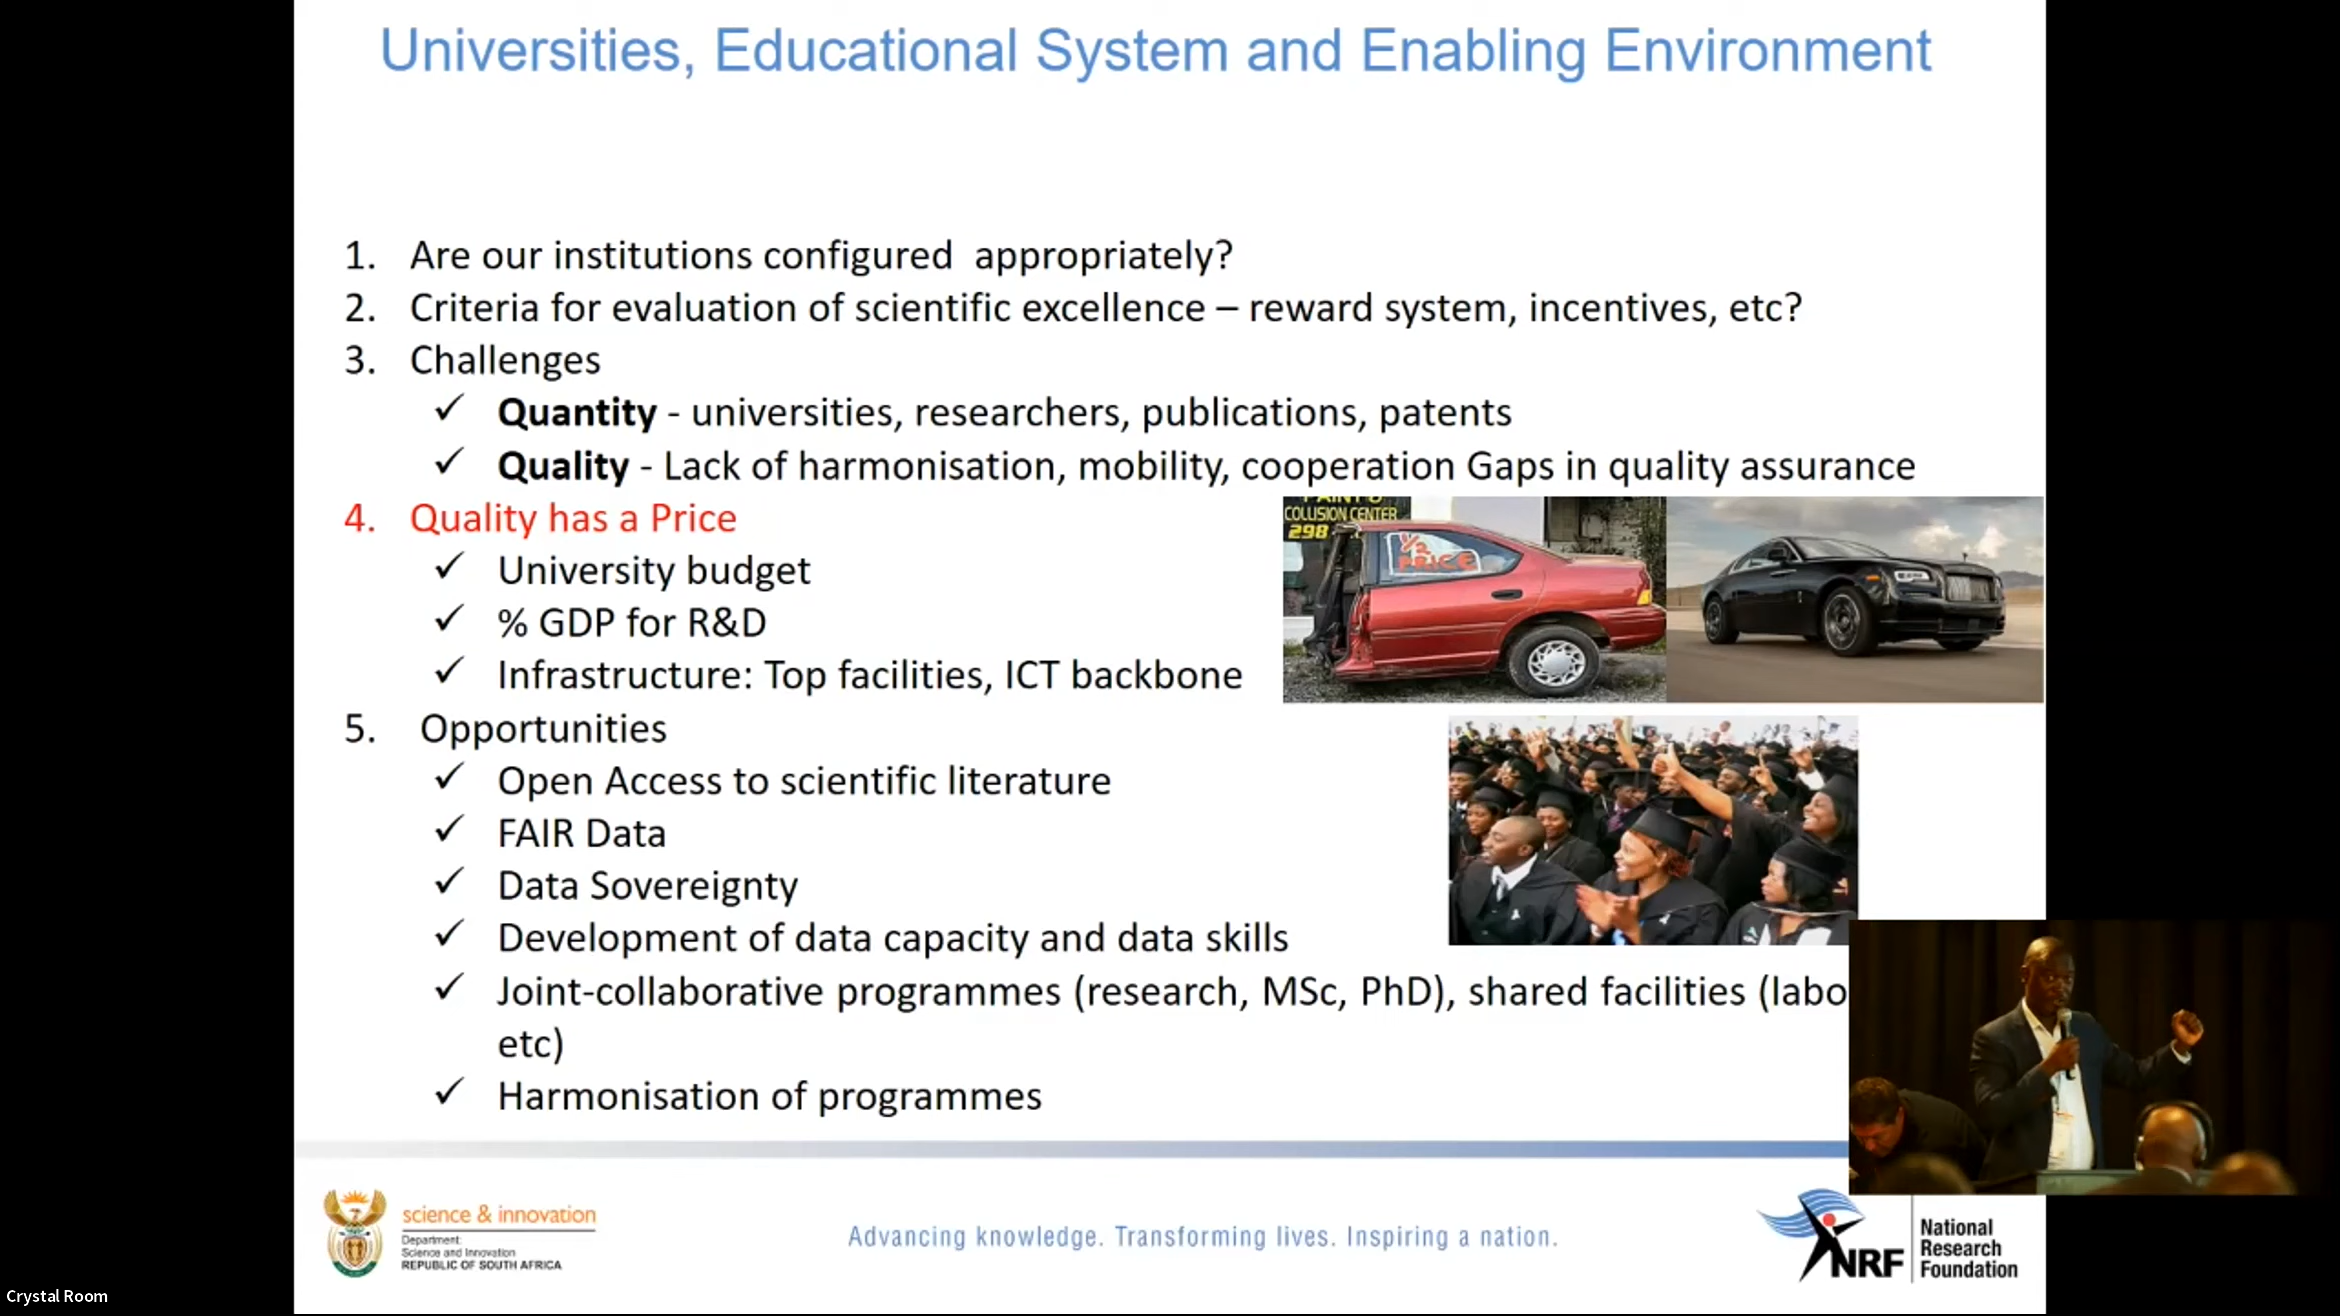 Universities, Educational System and Enabling Environment
1. Are our institutions configured  appropriately?
2. Criteria for evaluation of scientific excellence – reward system, incentives, etc?
3. Challenges
✓ Quantity - universities, researchers, publications, patents
✓ Quality - Lack of harmonisation, mobility, cooperation Gaps in quality assurance
4. Quality has a Price
✓ University budget
✓ % GDP for R&D
✓ Infrastructure: Top facilities, ICT backbone
COLLISION CENTER
298
1/2
PRICE
5. Opportunities
✓ Open Access to scientific literature
✓ FAIR Data
✓ Data Sovereignty
✓ Development of data capacity and data skills
✓ Joint-collaborative programmes (research, MSc, PhD), shared facilities (labo
etc)
✓ Harmonisation of programmes
science & innovation
Department:
Science and Innovation
REPUBLIC OF SOUTH AFRICA
Advancing knowledge. Transforming lives. Inspiring a nation.
NRF
National
Research
Foundation
Crystal Room